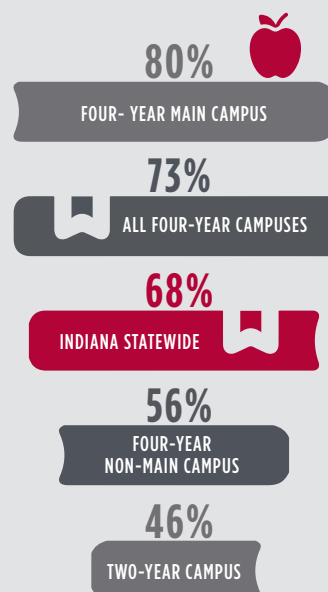 80%
FOUR- YEAR MAIN CAMPUS
73%
ALL FOUR-YEAR CAMPUSES
68%
INDIANA STATEWIDE
56%
FOUR-YEAR
NON-MAIN CAMPUS
46%
TWO-YEAR CAMPUS